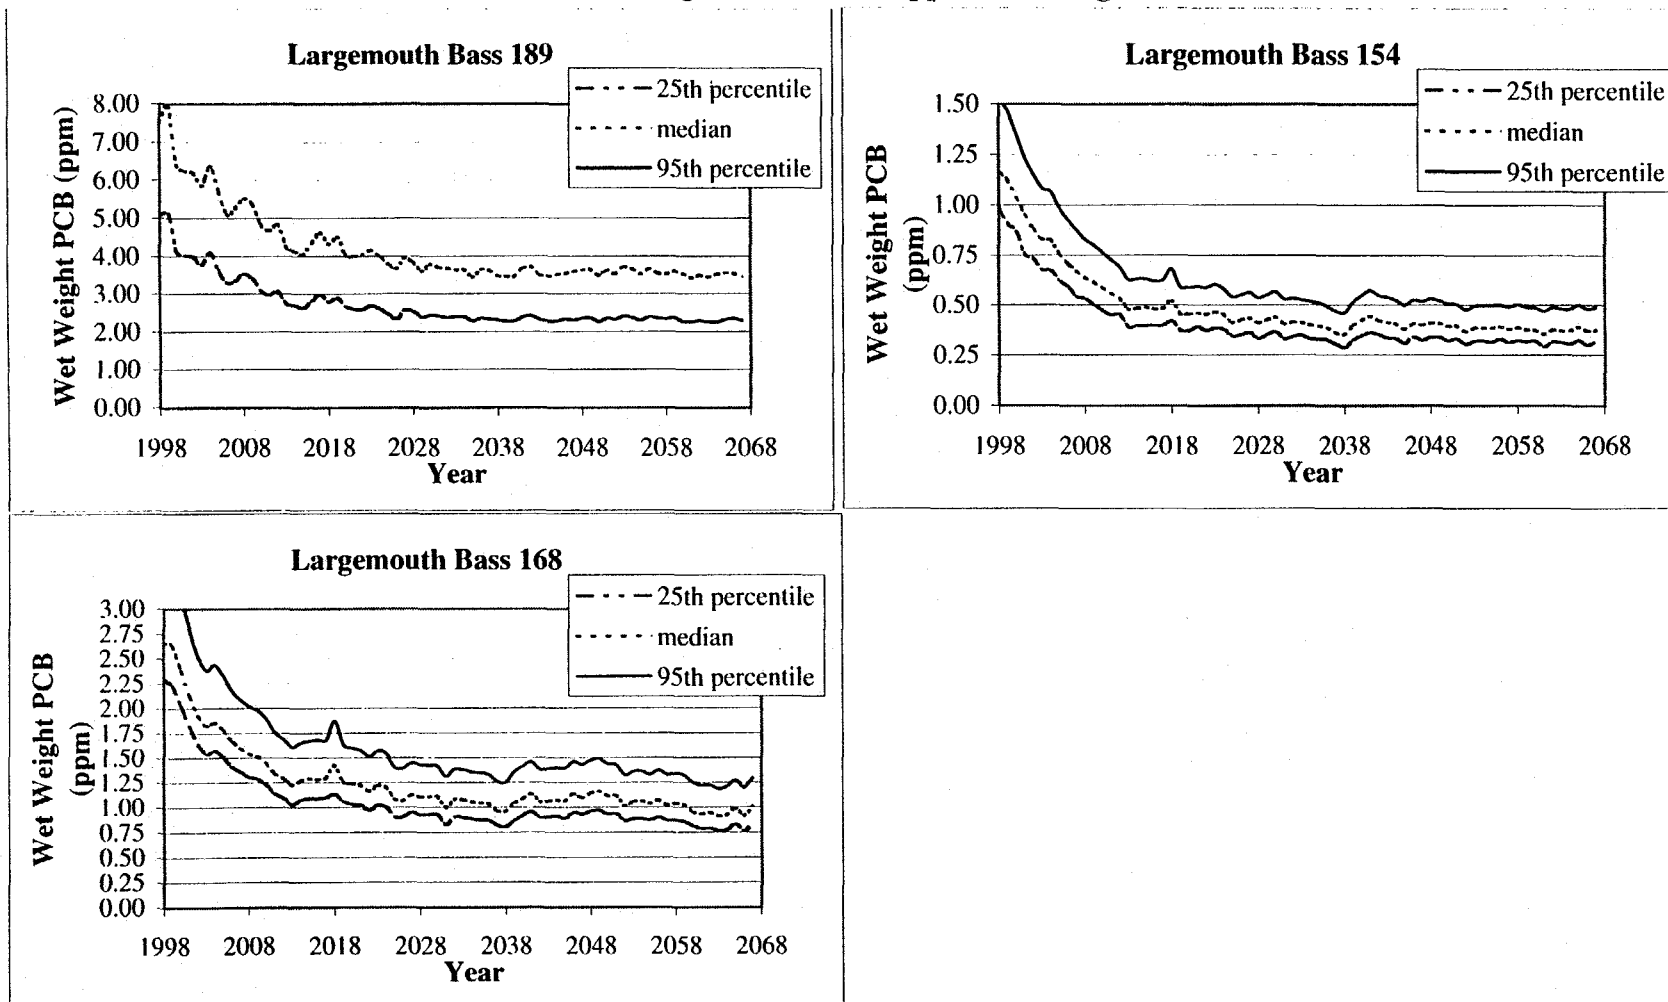 Largemouth Bass 189
25th percentile
median
95th percentile
Wet Weight PCB (ppm)
8.00
7.00
6.00
5.00
4.00
3.00
2.00
1.00
0.00
1998 2008 2018 2028 2038 2048 2058 2068
Year
Largemouth Bass 154
25th percentile
median
95th percentile
Wet Weight PCB
(ppm)
1.50
1.25
1.00
0.75
0.50
0.25
0.00
1998 2008 2018 2028 2038 2048 2058 2068
Year
Largemouth Bass 168
25th percentile
median
95th percentile
Wet Weight PCB
(ppm)
3.00
2.75
2.50
2.25
2.00
1.75
1.50
1.25
1.00
0.75
0.50
0.25
0.00
1998 2008 2018 2028 2038 2048 2058 2068
Year